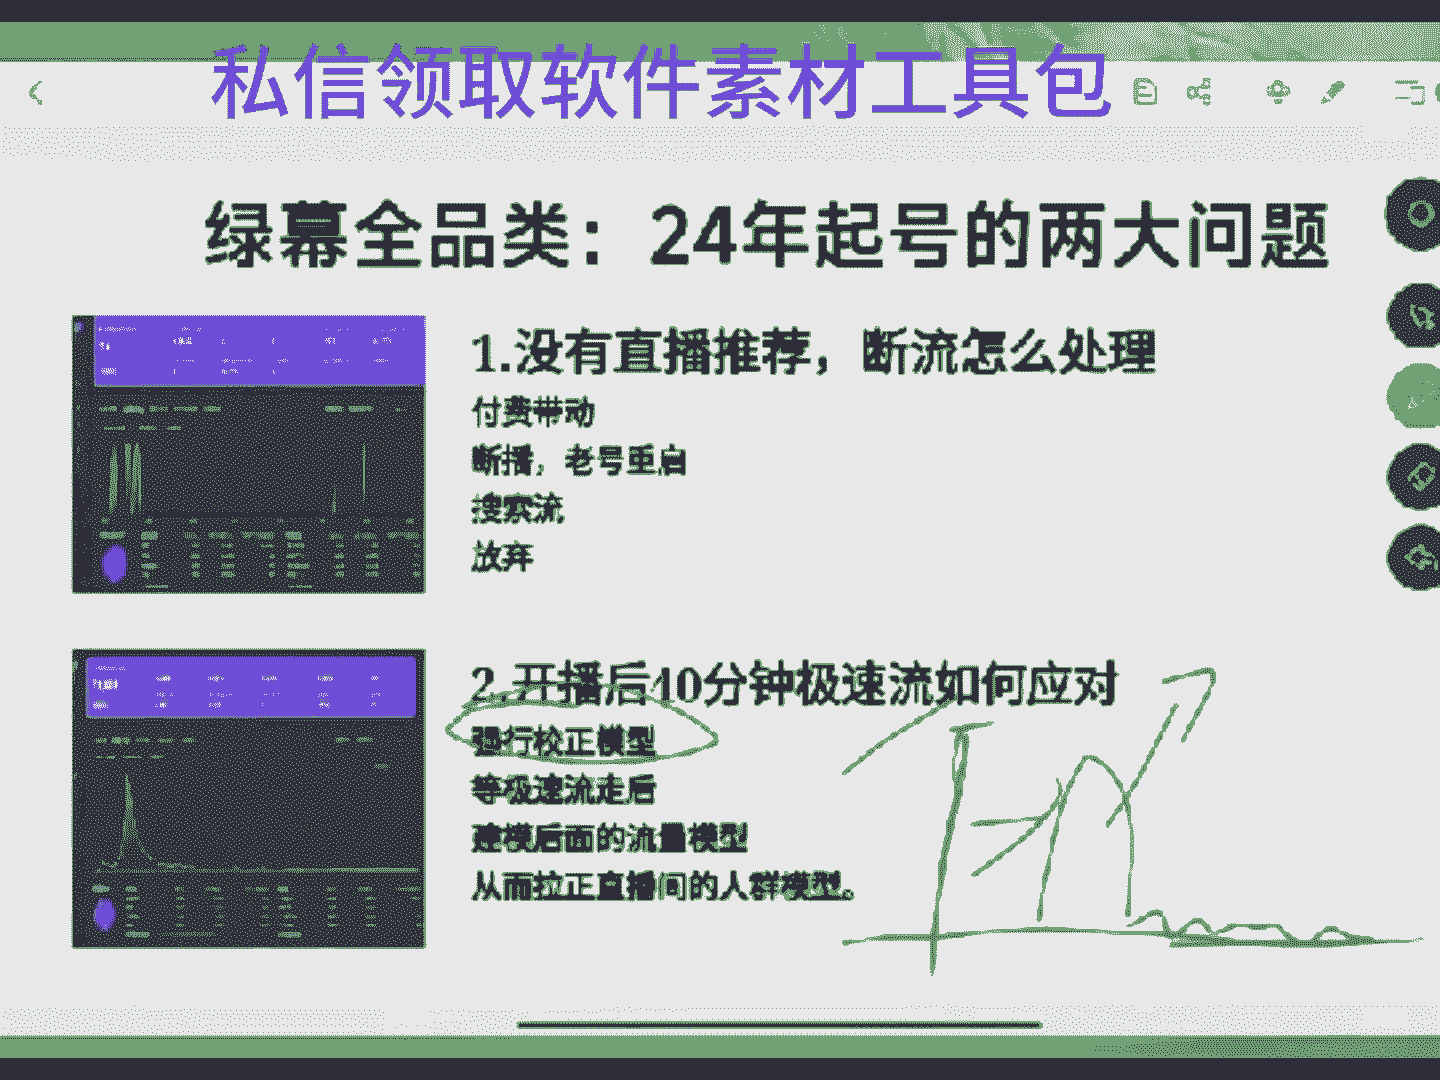 私信领取软件素材工具包
绿幕全品类：24年起号的两大问题
1.没有直播推荐，断流怎么处理
付费带动
断播，老号重启
搜索流
放弃
2.开播后10分钟极速流如何应对
强行校正模型
等极速流走后
建模后面的流量模型
从而拉正直播间的人群模型。